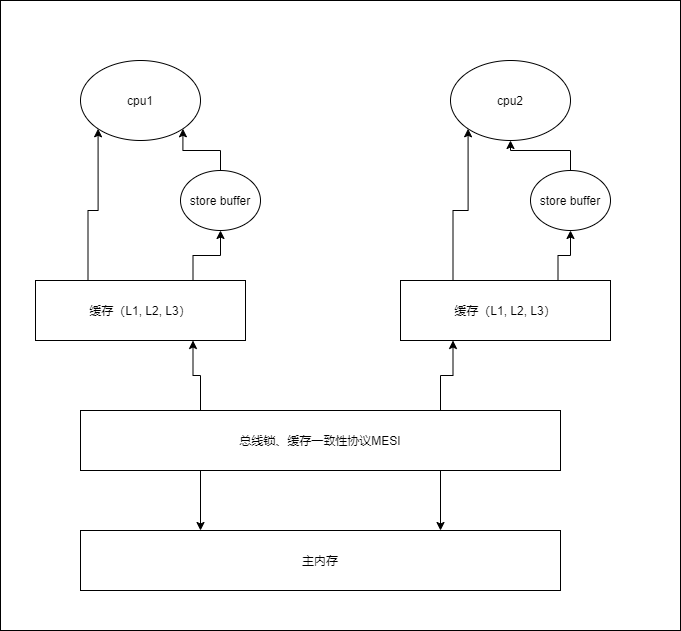 cpu1
cpu2
store buffer
store buffer
缓存（L1, L2, L3）
缓存（L1, L2, L3）
总线锁、缓存一致性协议MESI
主内存